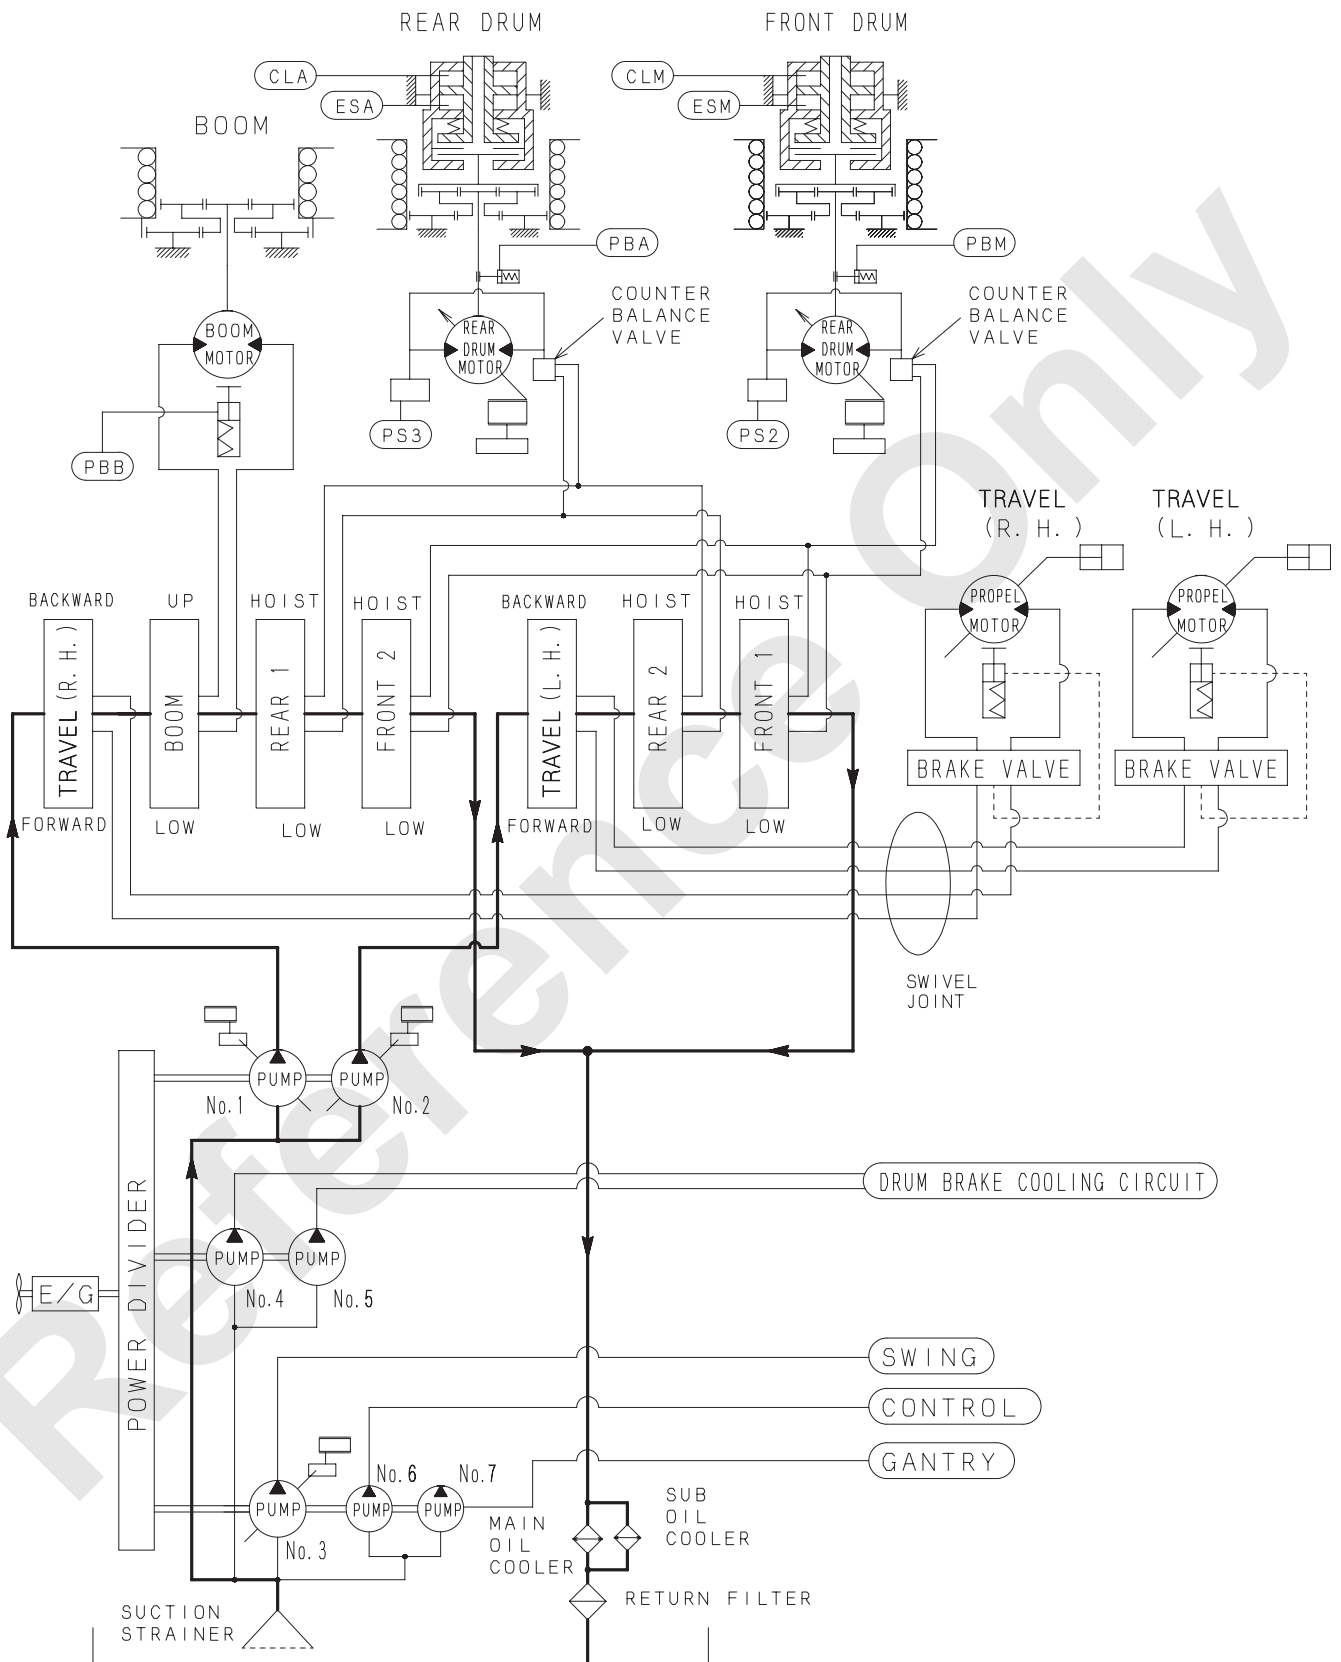 REAR DRUM
FRONT DRUM
CLA
CLM
ESA
ESM
BOOM
PBA
PBM
COUNTER
BALANCE
VALVE
COUNTER
BALANCE
VALVE
BOOM
MOTOR
REAR
DRUM
MOTOR
REAR
DRUM
MOTOR
PS3
PS2
PBB
TRAVEL
(R. H.)
TRAVEL
(L. H.)
BACKWARD
UP
HOIST
HOIST
BACKWARD
HOIST
HOIST
PROPEL
MOTOR
PROPEL
MOTOR
TRAVEL (R. H.)
BOOM
REAR 1
FRONT 2
TRAVEL (L. H.)
REAR 2
FRONT 1
BRAKE VALVE
BRAKE VALVE
FORWARD
LOW
LOW
LOW
FORWARD
LOW
LOW
SWIVEL
JOINT
PUMP
PUMP
No.1
No.2
DRUM BRAKE COOLING CIRCUIT
POWER DIVIDER
PUMP
PUMP
E/G
No.4
No.5
SWING
CONTROL
GANTRY
No.6
No.7
PUMP
PUMP
PUMP
No.3
MAIN
OIL
COOLER
SUB
OIL
COOLER
RETURN FILTER
SUCTION
STRAINER
Reference Only